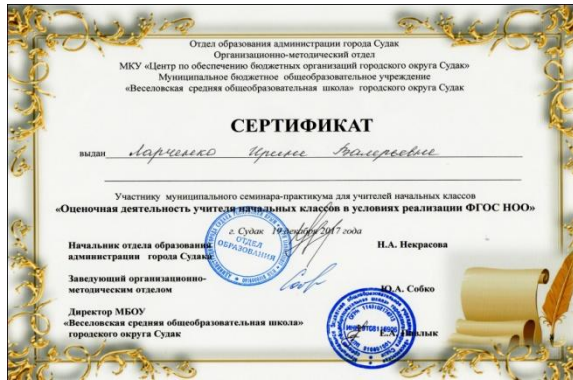 Отдел образования администрации города Судак
Организационно-методический отдел
МКУ «Центр по обеспечению бюджетных организаций городского округа Судак»
Муниципальное бюджетное общеобразовательное учреждение
«Веселовская средняя общеобразовательная школа» городского округа Судак
СЕРТИФИКАТ
выдан Ларченко Ирине Валерьевне
Участнику муниципального семинара-практикума для учителей начальных классов
«Оценочная деятельность учителя начальных классов в условиях реализации ФГОС НОО»
г. Судак 19 декабря 2017 года
Начальник отдела образования
администрации города Судака
Н.А. Некрасова
ОТДЕЛ
ОБРАЗОВАНИЯ
Заведующий организационно-
методическим отделом
Ю.А. Собко
Директор МБОУ
«Веселовская средняя общеобразовательная школа»
городского округа Судак